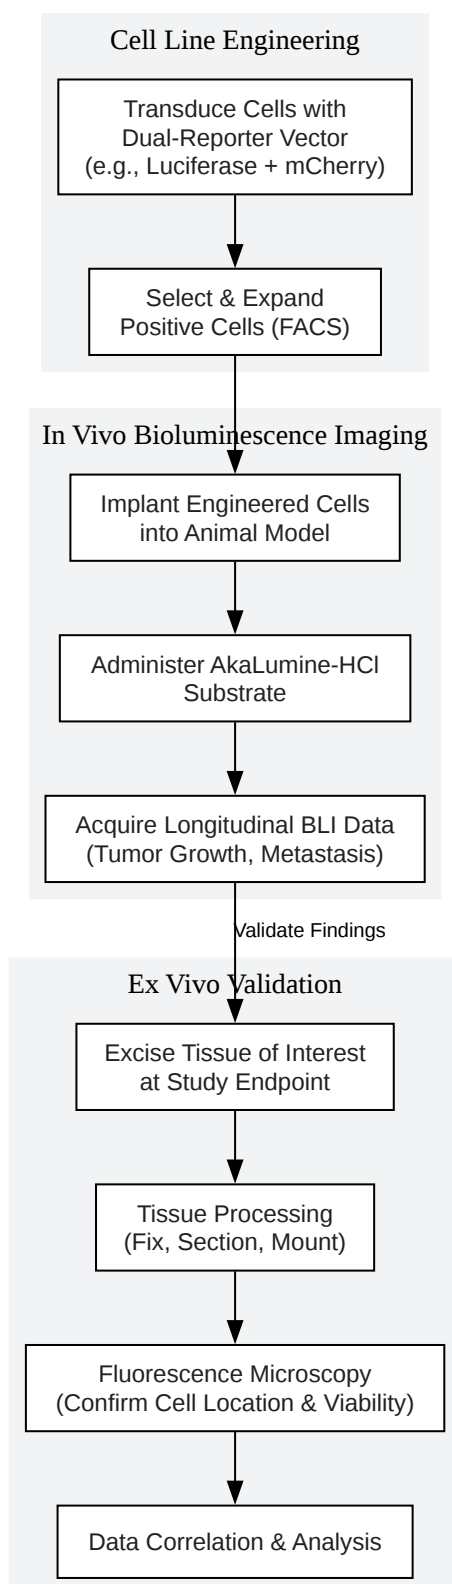 Cell Line Engineering
Transduce Cells with
Dual-Reporter Vector
(e.g., Luciferase + mCherry)
Select & Expand
Positive Cells (FACS)
In Vivo Bioluminescence Imaging
Implant Engineered Cells
into Animal Model
Administer AkaLumine-HCl
Substrate
Acquire Longitudinal BLI Data
(Tumor Growth, Metastasis)
Validate Findings
Ex Vivo Validation
Excise Tissue of Interest
at Study Endpoint
Tissue Processing
(Fix, Section, Mount)
Fluorescence Microscopy
(Confirm Cell Location & Viability)
Data Correlation & Analysis